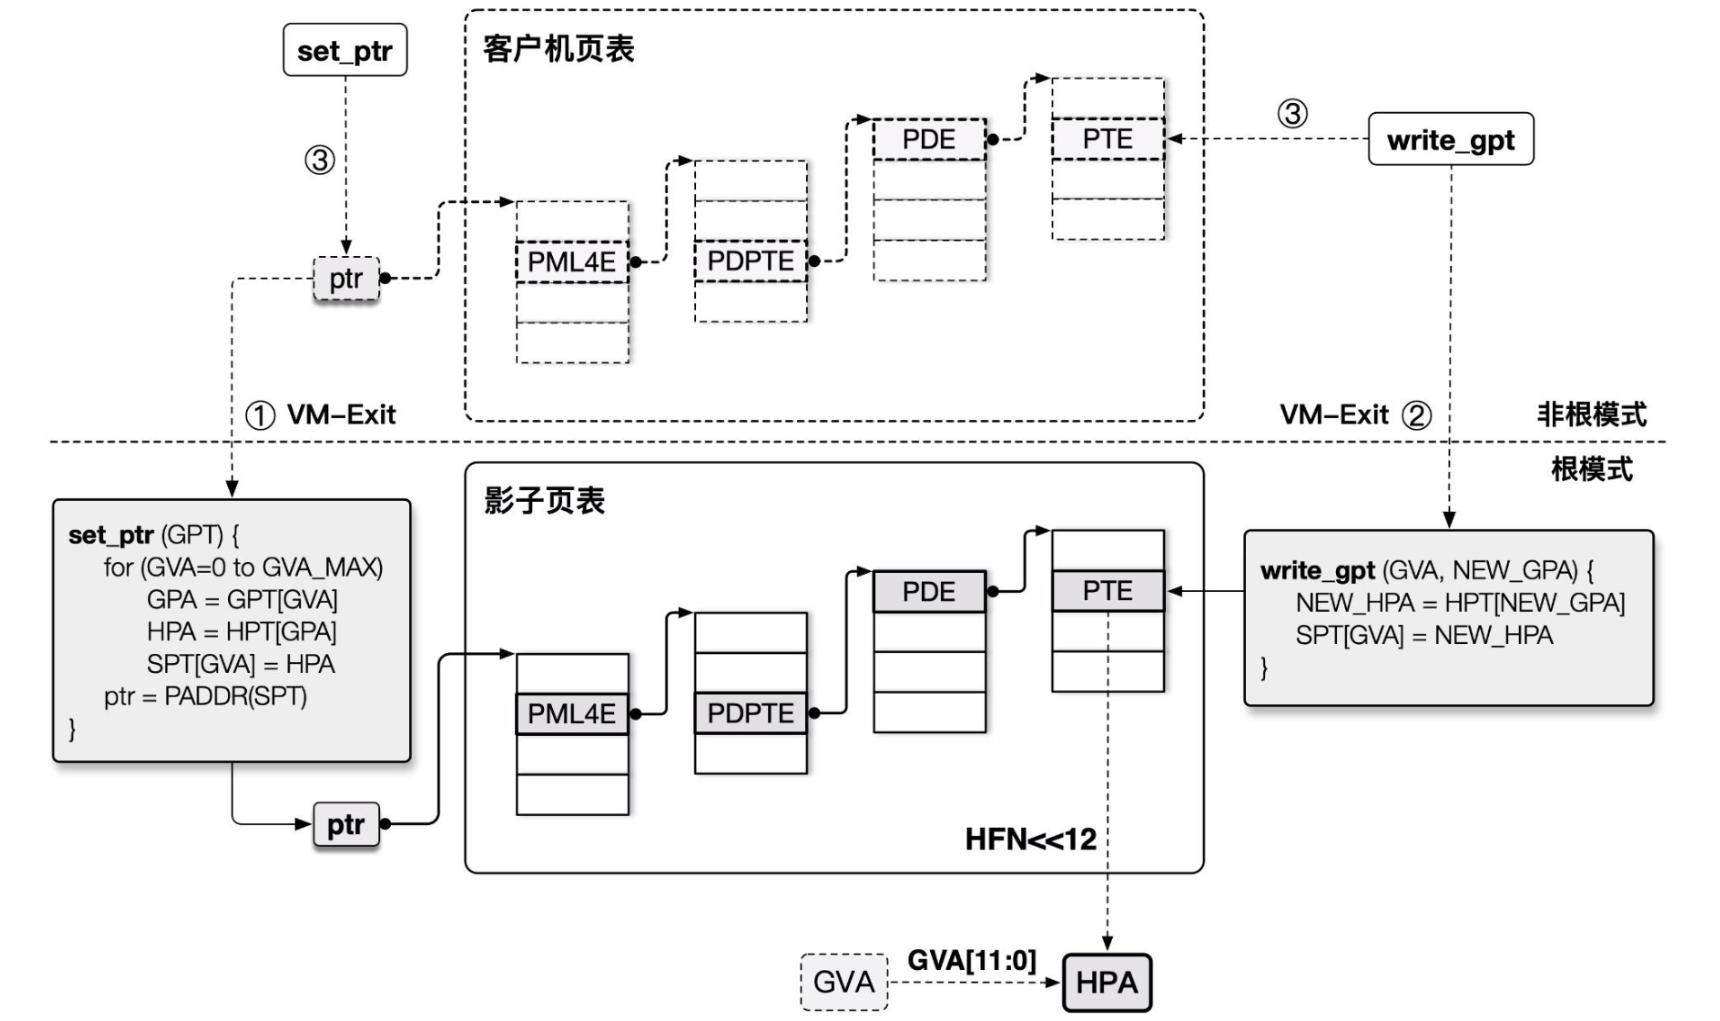 set_ptr
客户机页表
③
PDE
PTE
③
write_gpt
ptr
PML4E
PDPTE
① VM-Exit
VM-Exit ②
非根模式
根模式
set_ptr (GPT) {
for (GVA=0 to GVA_MAX)
GPA = GPT[GVA]
HPA = HPT[GPA]
SPT[GVA] = HPA
ptr = PADDR(SPT)
}
ptr
影子页表
PML4E
PDPTE
PDE
PTE
write_gpt (GVA, NEW_GPA) {
NEW_HPA = HPT[NEW_GPA]
SPT[GVA] = NEW_HPA
}
HFN<<12
GVA
GVA[11:0]
HPA